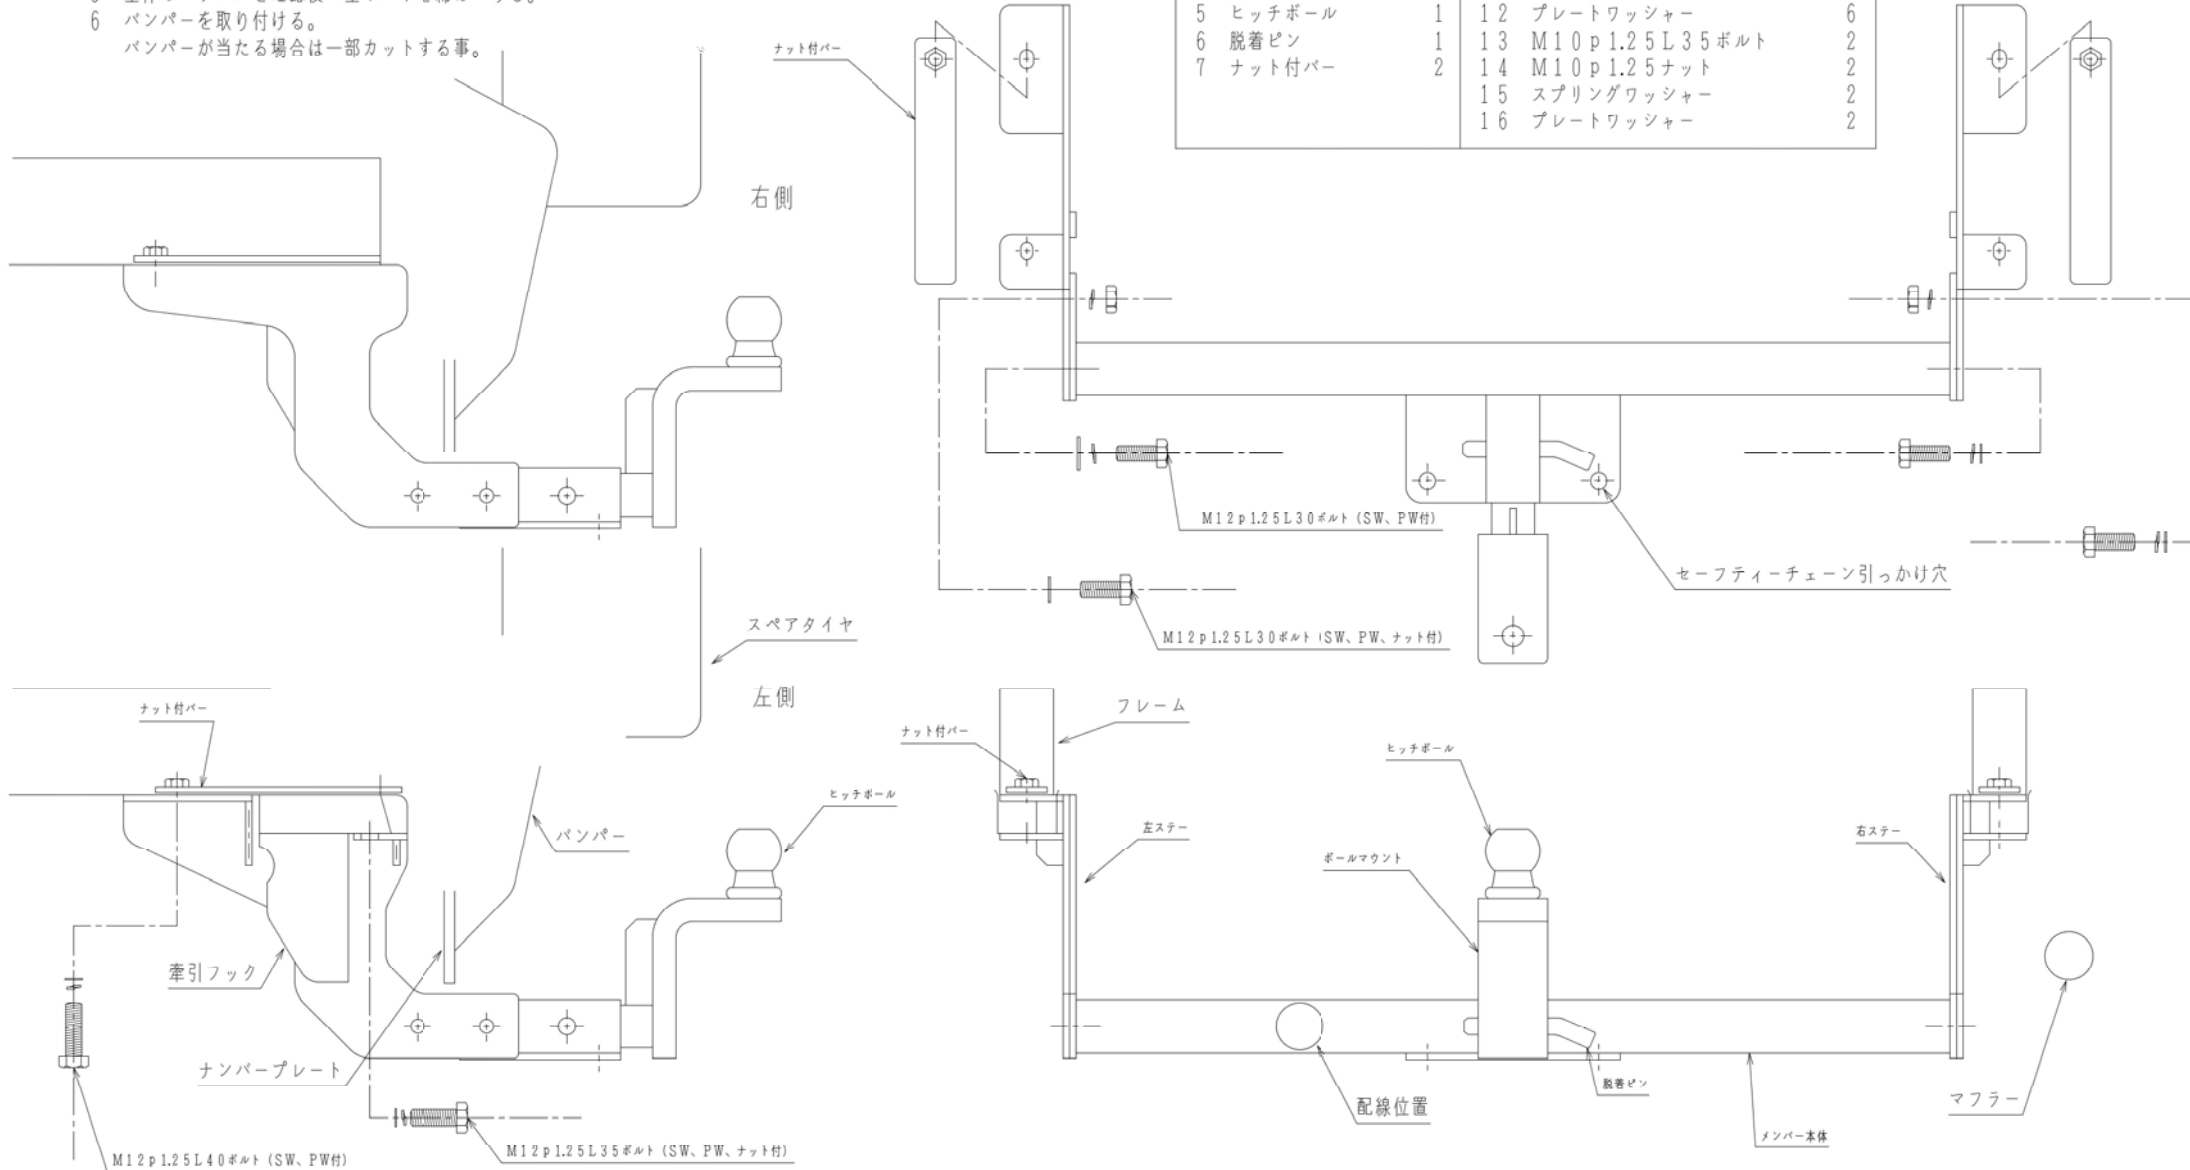 6 バンパーを取り付ける。
バンパーが当たる場合は一部カットする事。
5 ヒッチボール 1
6 脱着ピン 1
7 ナット付バー 2
12 プレートワッシャー 6
13 M10p1.25L35ボルト 2
14 M10p1.25ナット 2
15 スプリングワッシャー 2
16 プレートワッシャー 2
ナット付バー
右側
M12p1.25L30ボルト(SW、PW付)
セーフティーチェーン引っかけ穴
M12p1.25L30ボルト(SW、PW、ナット付)
スペアタイヤ
左側
ナット付バー
ヒッチボール
バンパー
牽引フック
ナンバープレート
M12p1.25L40ボルト(SW、PW付)
M12p1.25L35ボルト(SW、PW、ナット付)
フレーム
ナット付バー
ヒッチボール
左ステー
右ステー
ボールマウント
脱着ピン
配線位置
マフラー
メンバー本体